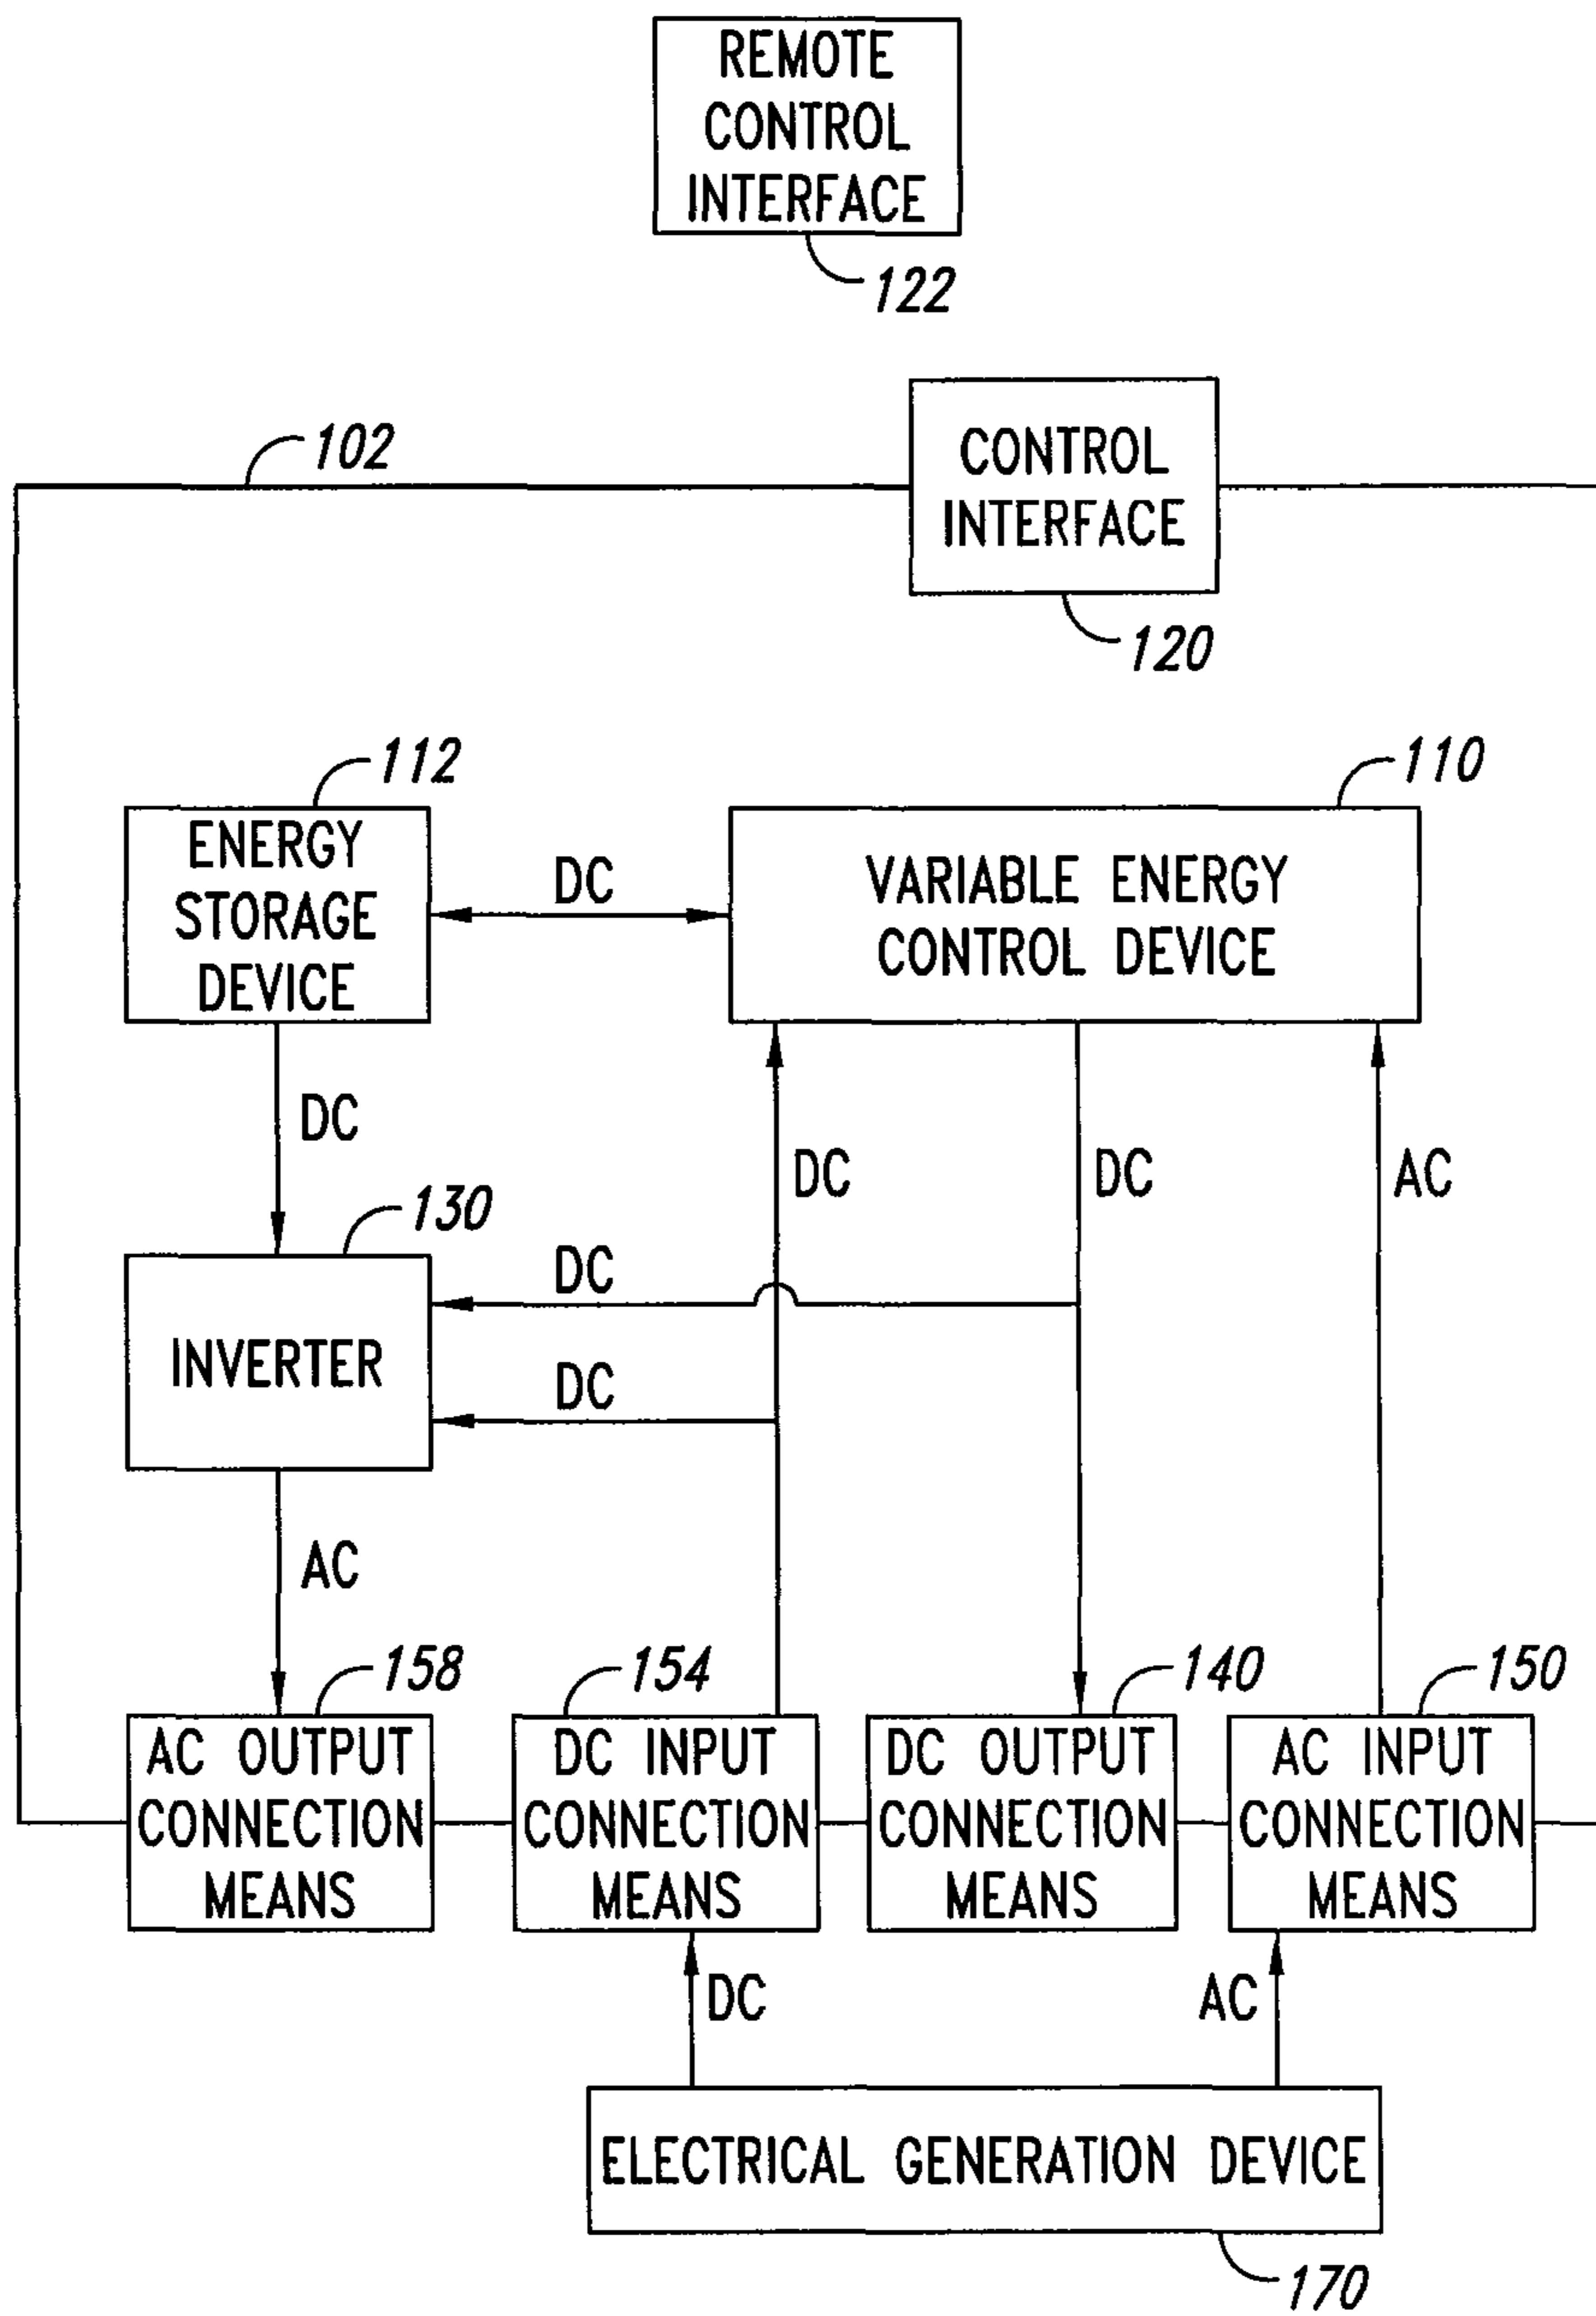 REMOTE
CONTROL
INTERFACE
122
102
CONTROL
INTERFACE
120
112
110
ENERGY
STORAGE
DEVICE
DC
VARIABLE ENERGY
CONTROL DEVICE
DC
DC
DC
AC
130
DC
INVERTER
DC
AC
158
154
140
150
AC OUTPUT
CONNECTION
MEANS
DC INPUT
CONNECTION
MEANS
DC OUTPUT
CONNECTION
MEANS
AC INPUT
CONNECTION
MEANS
DC
AC
ELECTRICAL GENERATION DEVICE
170